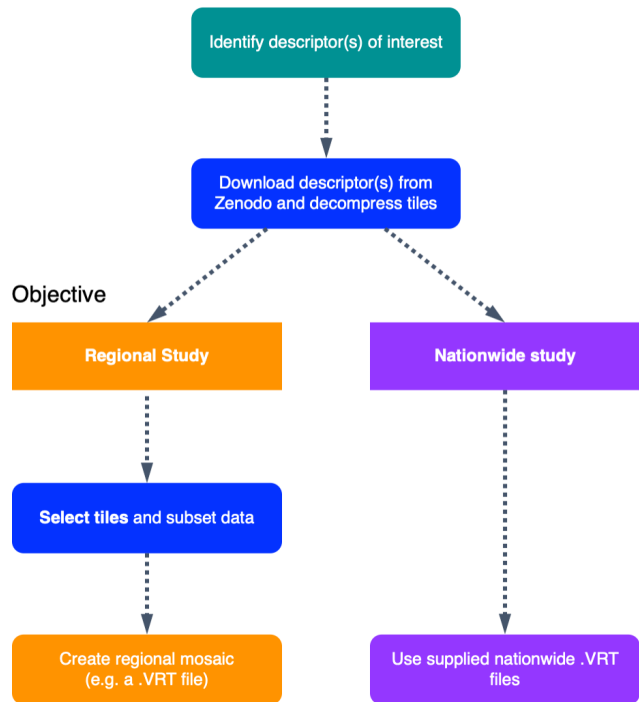 Identify descriptor(s) of interest
Download descriptor(s) from
Zenodo and decompress tiles
Objective
Regional Study
Nationwide study
Select tiles and subset data
Create regional mosaic
(e.g. a .VRT file)
Use supplied nationwide .VRT
files